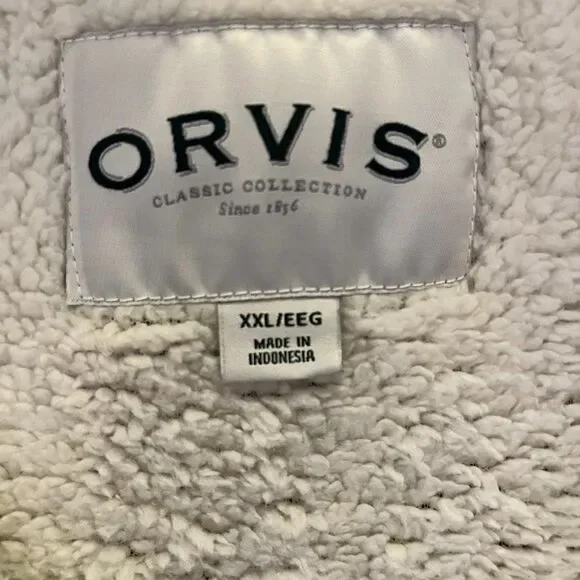 ORVIS®
CLASSIC COLLECTION
Since 1856
XXL/EEG
MADE IN
INDONESIA